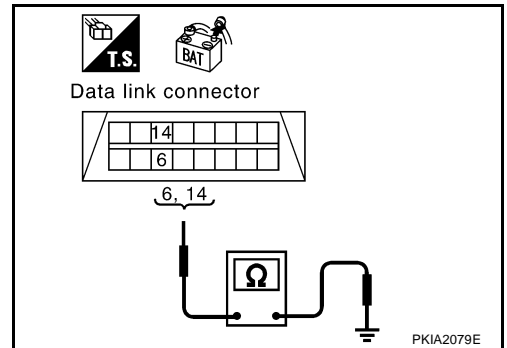 T.S.
BAT
Data link connector
14
6
6, 14
Ω
PKIA2079E